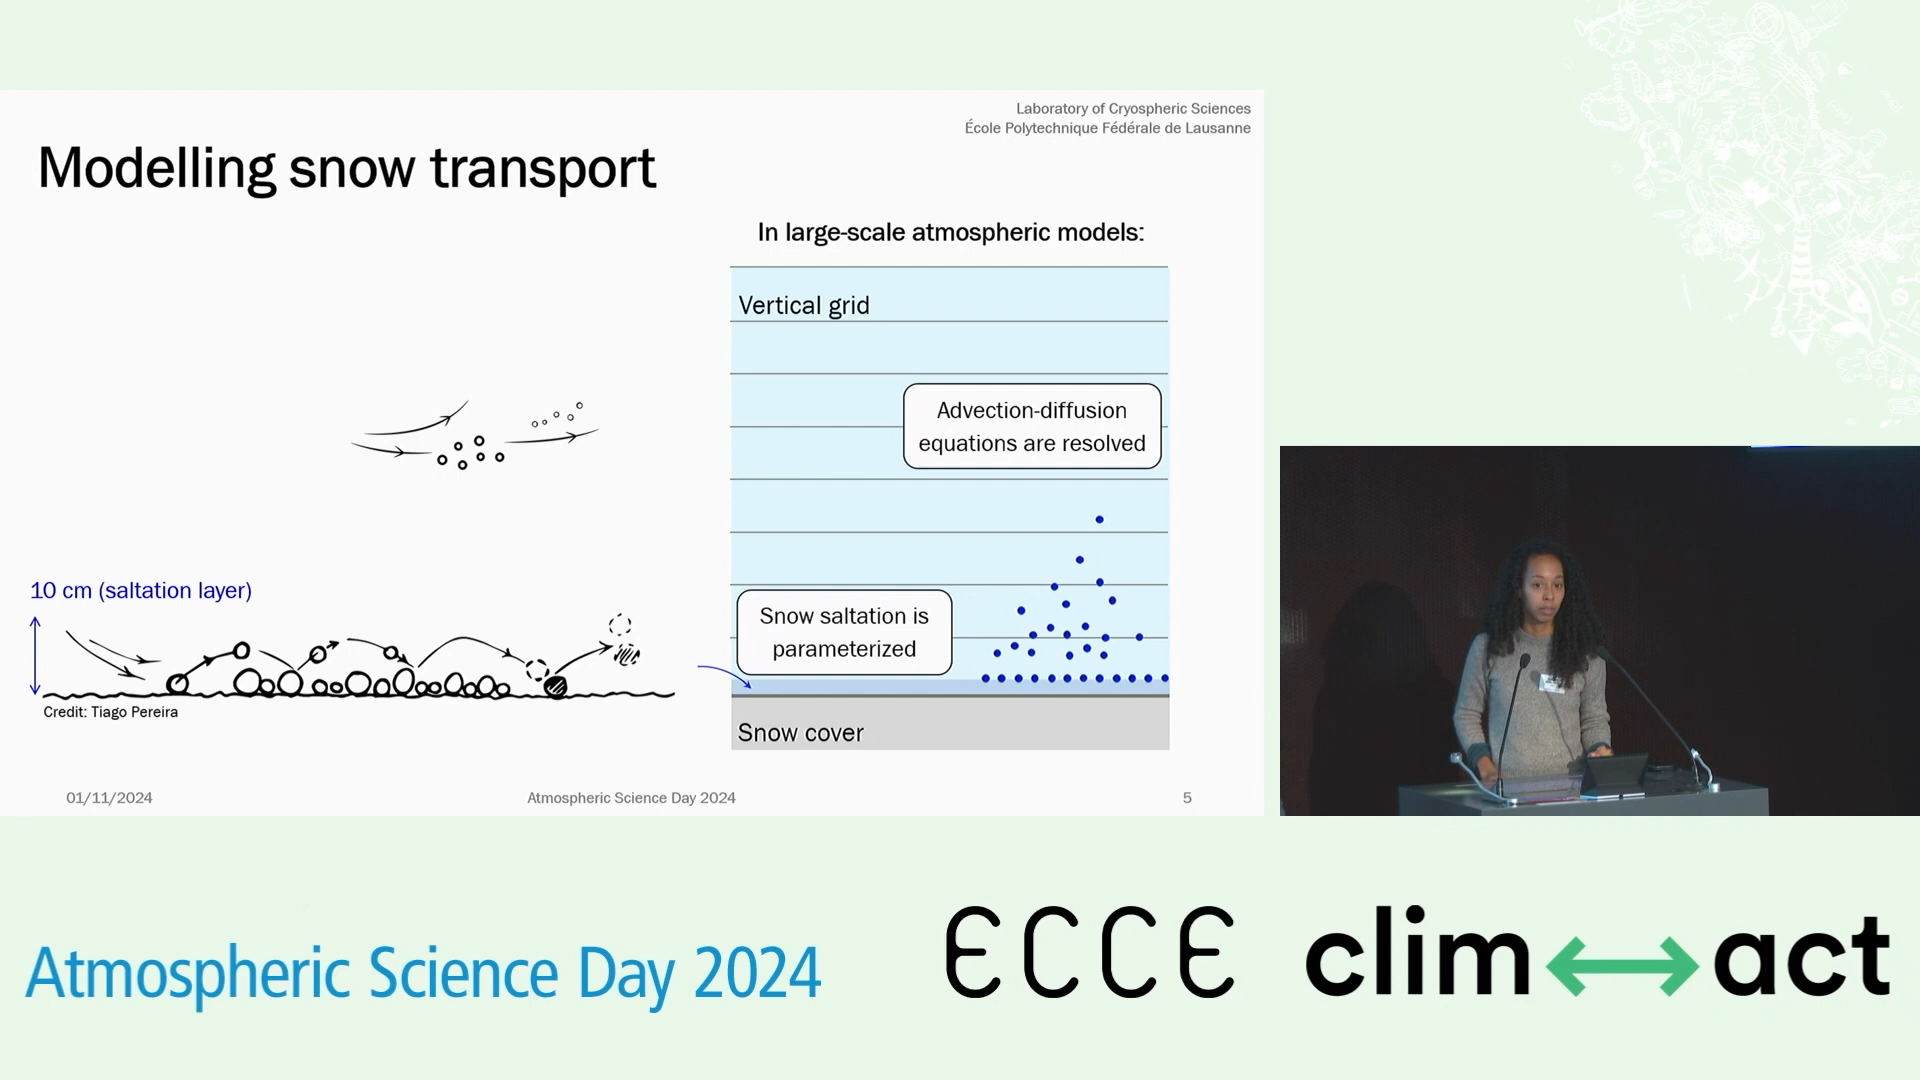 Laboratory of Cryospheric Sciences
École Polytechnique Fédérale de Lausanne
Modelling snow transport
In large-scale atmospheric models:
Vertical grid
Advection-diffusion
equations are resolved
10 cm (saltation layer)
Snow saltation is
parameterized
Credit: Tiago Pereira
Snow cover
01/11/2024
Atmospheric Science Day 2024
5
Atmospheric Science Day 2024
ECCE
clim act